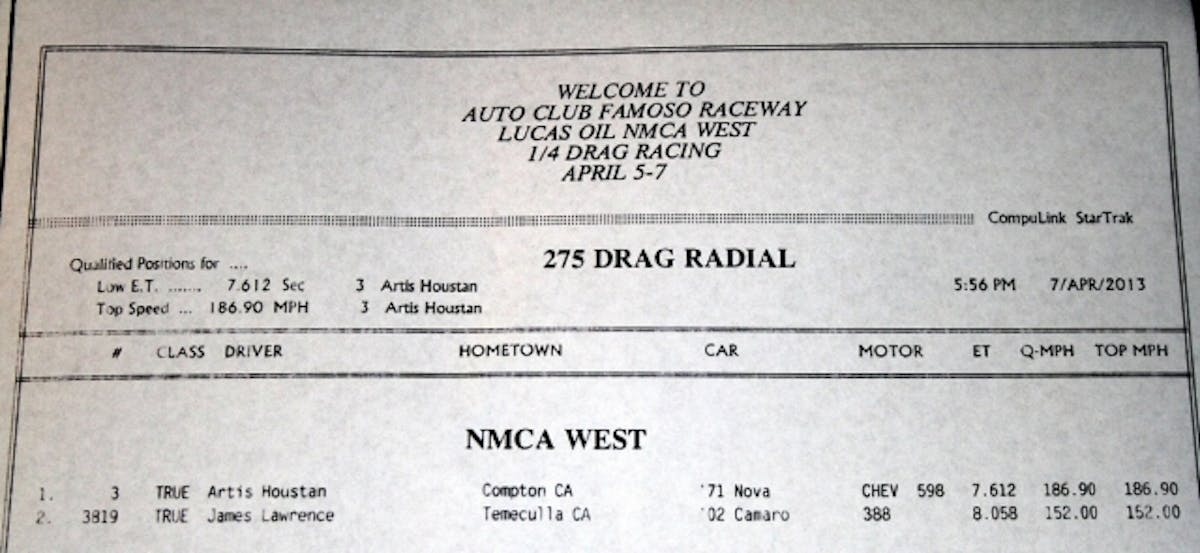 WELCOME TO
AUTO CLUB FAMOSO RACEWAY
LUCAS OIL NMCA WEST
1/4 DRAG RACING
APRIL 5-7
CompuLink StarTrak
275 DRAG RADIAL
Qualified Positions for ....
Low E.T. ....... 7.612 Sec 3 Artis Houstan 5:56 PM 7/APR/2013
Top Speed ... 186.90 MPH 3 Artis Houstan
# CLASS DRIVER HOMETOWN CAR MOTOR ET Q-MPH TOP MPH
NMCA WEST
1. 3 TRUE Artis Houstan Compton CA '71 Nova CHEV 598 7.612 186.90 186.90
2. 3819 TRUE James Lawrence Temeculla CA '02 Camaro 388 8.058 152.00 152.00